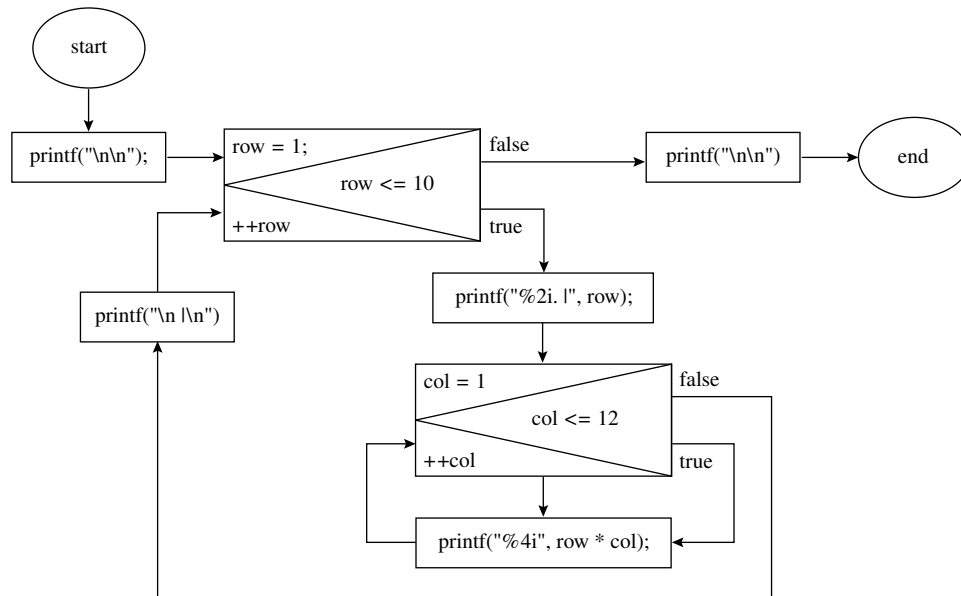 start
printf("\n\n");
row = 1;
row <= 10
++row
false
true
printf("\n\n")
end
printf("%2i. |", row);
printf("\n |\n")
col = 1
col <= 12
++col
false
true
printf("%4i", row * col);